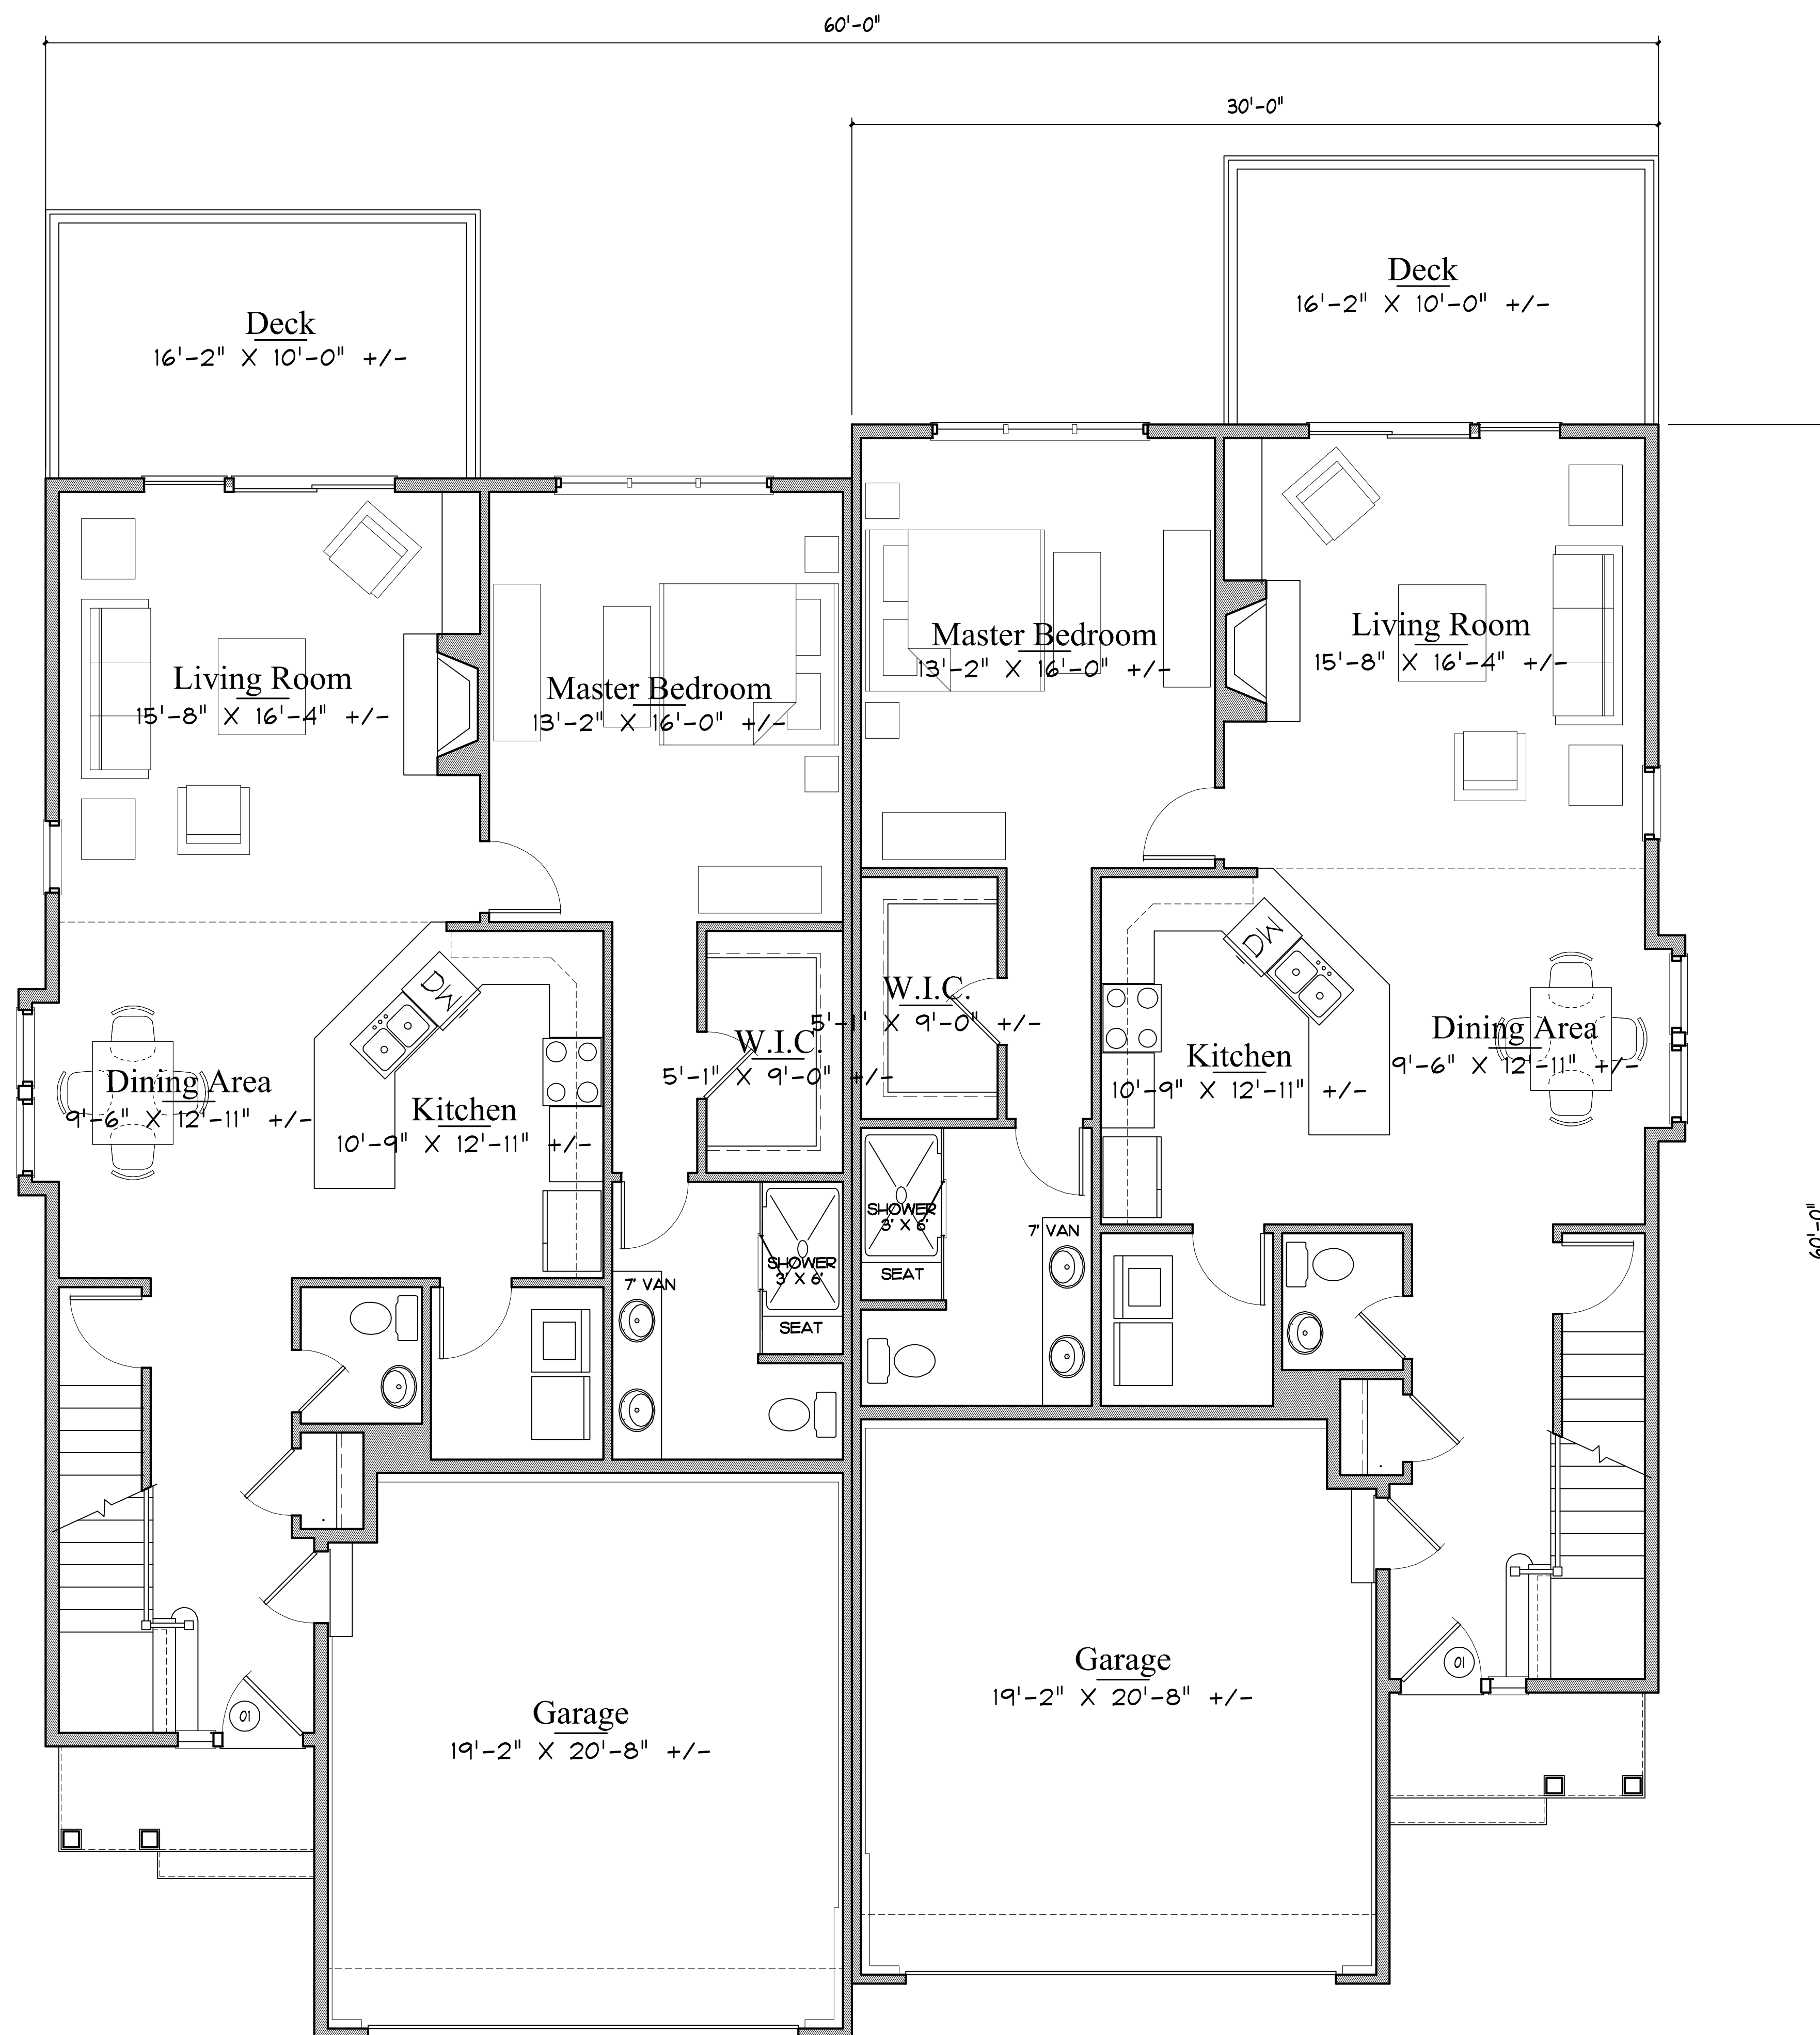 60'-0"
30'-0"
Deck
16'-2" X 10'-0" +/-
Deck
16'-2" X 10'-0" +/-
Master Bedroom
13'-2" X 16'-0" +/-
Living Room
15'-8" X 16'-4" +/-
Living Room
15'-8" X 16'-4" +/-
Master Bedroom
13'-2" X 16'-0" +/-
DW
W.I.C.
5'-1" X 9'-0" +/-
Dining Area
9'-6" X 12'-11" +/-
Kitchen
10'-9" X 12'-11" +/-
DW
W.I.C.
5'-1" X 9'-0" +/-
Dining Area
9'-6" X 12'-11" +/-
Kitchen
10'-9" X 12'-11" +/-
SHOWER
3' X 6'
7' VAN
SEAT
60'-0"
SHOWER
3' X 6'
7' VAN
SEAT
Garage
19'-2" X 20'-8" +/-
01
Garage
19'-2" X 20'-8" +/-
01